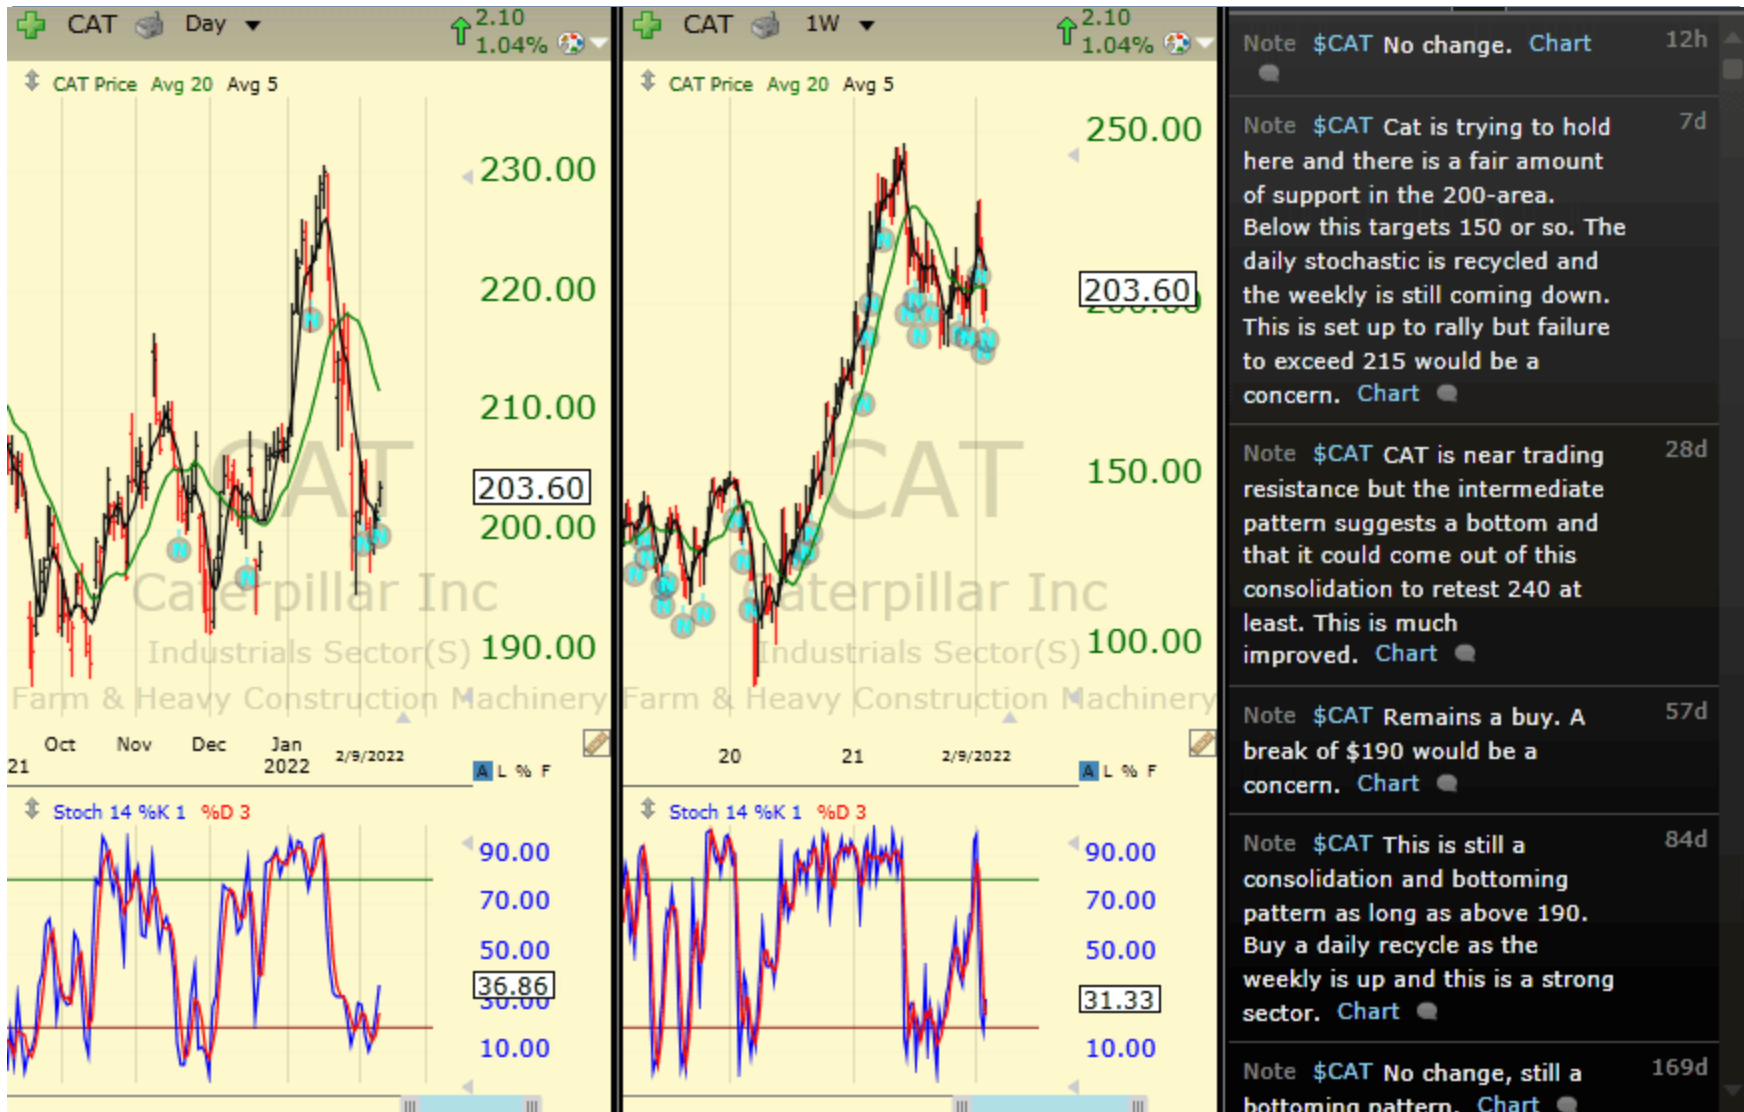 CAT Day
2.10
1.04%
CAT Price Avg 20 Avg 5
230.00
220.00
210.00
203.60
200.00
190.00
CAT
Caterpillar Inc
Industrials Sector(S)
Farm & Heavy Construction Machinery
N N N N N
Oct Nov Dec Jan 2/9/2022
21 2022
A L % F
Stoch 14 %K 1 %D 3
90.00
70.00
50.00
36.86
30.00
10.00
CAT 1W
2.10
1.04%
CAT Price Avg 20 Avg 5
250.00
203.60
200.00
150.00
100.00
CAT
Caterpillar Inc
Industrials Sector(S)
Farm & Heavy Construction Machinery
20 21 2/9/2022
A L % F
Stoch 14 %K 1 %D 3
90.00
70.00
50.00
31.33
10.00
Note $CAT No change. Chart 12h
Note $CAT Cat is trying to hold 7d
here and there is a fair amount
of support in the 200-area.
Below this targets 150 or so. The
daily stochastic is recycled and
the weekly is still coming down.
This is set up to rally but failure
to exceed 215 would be a
concern. Chart
Note $CAT CAT is near trading 28d
resistance but the intermediate
pattern suggests a bottom and
that it could come out of this
consolidation to retest 240 at
least. This is much
improved. Chart
Note $CAT Remains a buy. A 57d
break of $190 would be a
concern. Chart
Note $CAT This is still a 84d
consolidation and bottoming
pattern as long as above 190.
Buy a daily recycle as the
weekly is up and this is a strong
sector. Chart
Note $CAT No change, still a 169d
bottoming pattern. Chart